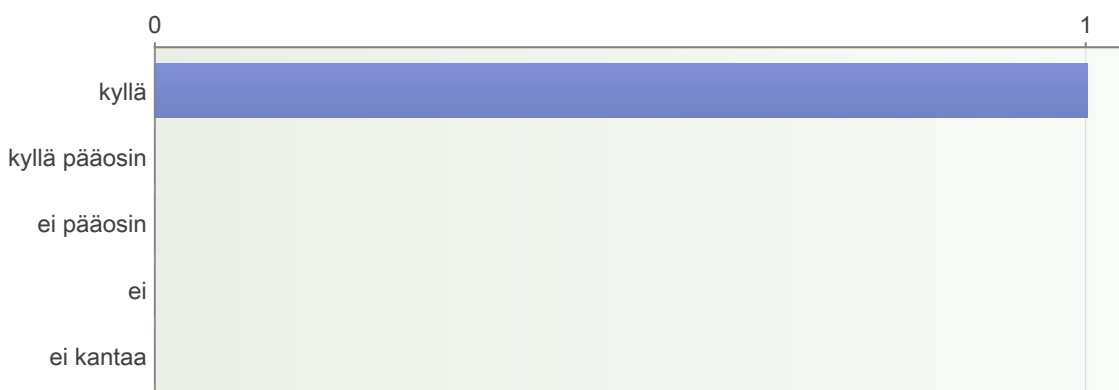 0 1
kyllä
kyllä pääosin
ei pääosin
ei
ei kantaa